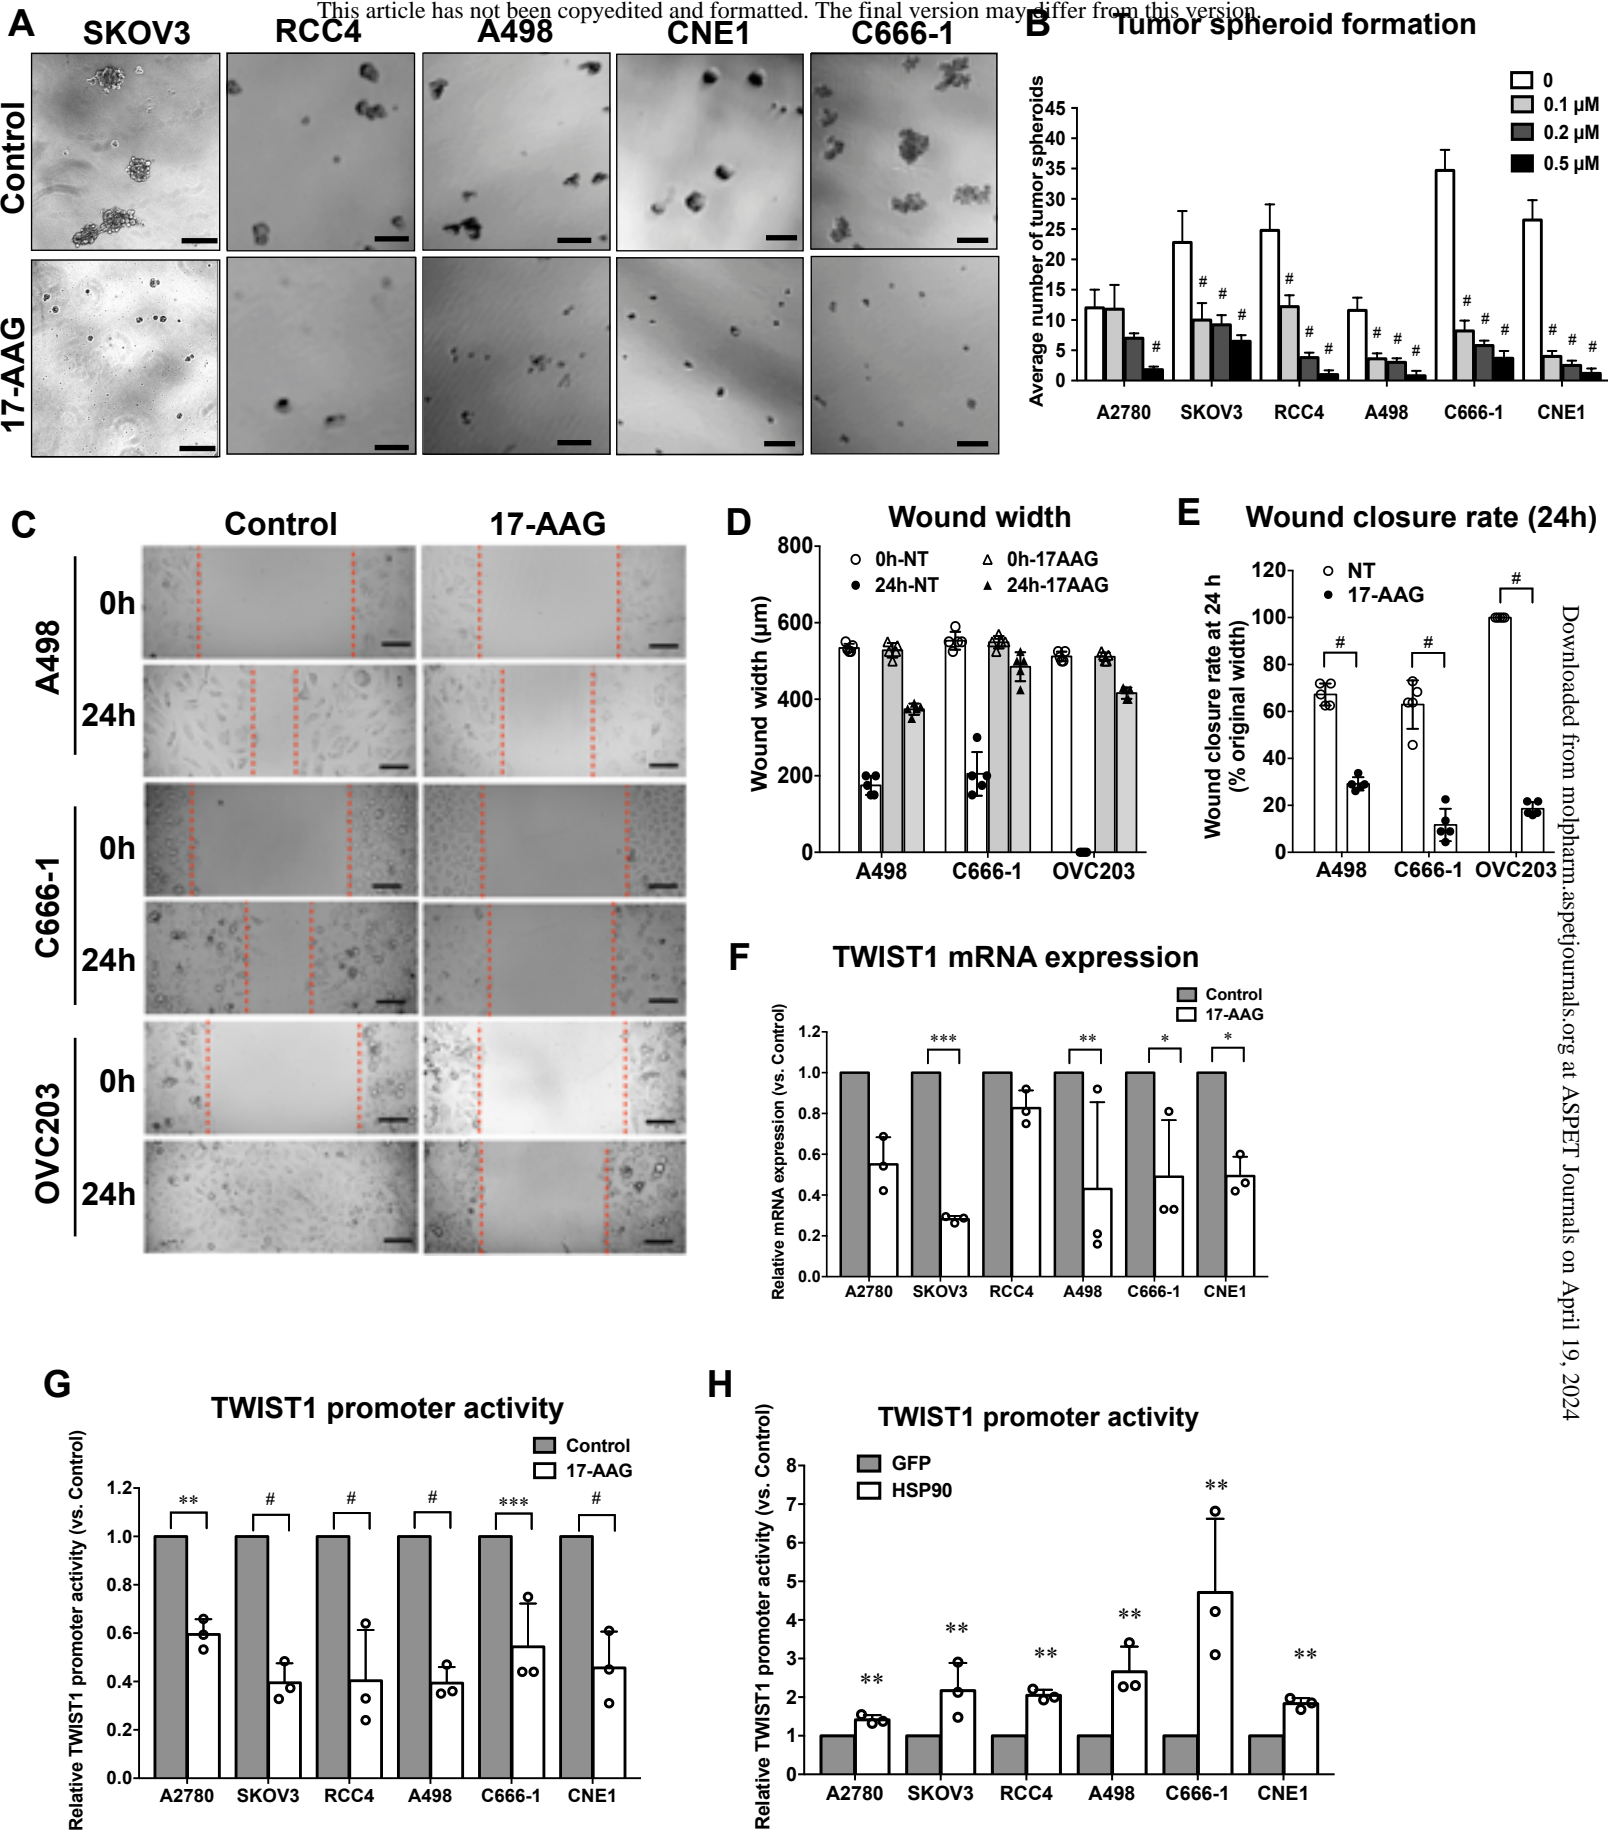 This article has not been copyedited and formatted. The final version may differ from this version.
A
SKOV3
RCC4
A498
CNE1
C666-1
Control
17-AAG
B
Tumor spheroid formation
0
0.1 µM
0.2 µM
0.5 µM
Average number of tumor spheroids
45
40
35
30
25
20
15
10
5
0
# # # # # # # # # # # # # # # #
A2780 SKOV3 RCC4 A498 C666-1 CNE1
C
Control 17-AAG
A498
0h
24h
C666-1
0h
24h
OVC203
0h
24h
D
Wound width
0h-NT
24h-NT
0h-17AAG
24h-17AAG
Wound width (µm)
800
600
400
200
0
A498 C666-1 OVC203
E
Wound closure rate (24h)
NT
17-AAG
Wound closure rate at 24 h
(% original width)
120
100
80
60
40
20
0
# # #
A498 C666-1 OVC203
F
TWIST1 mRNA expression
Control
17-AAG
Relative mRNA expression (vs. Control)
1.2
1.0
0.8
0.6
0.4
0.2
0.0
*** ** * *
A2780 SKOV3 RCC4 A498 C666-1 CNE1
G
TWIST1 promoter activity
Control
17-AAG
Relative TWIST1 promoter activity (vs. Control)
1.2
1.0
0.8
0.6
0.4
0.2
0.0
** # # # *** #
A2780 SKOV3 RCC4 A498 C666-1 CNE1
H
TWIST1 promoter activity
GFP
HSP90
Relative TWIST1 promoter activity (vs. Control)
8
7
6
5
4
3
2
1
0
** ** ** ** ** **
A2780 SKOV3 RCC4 A498 C666-1 CNE1
Downloaded from molpharm.aspetjournals.org at ASPET Journals on April 19, 2024